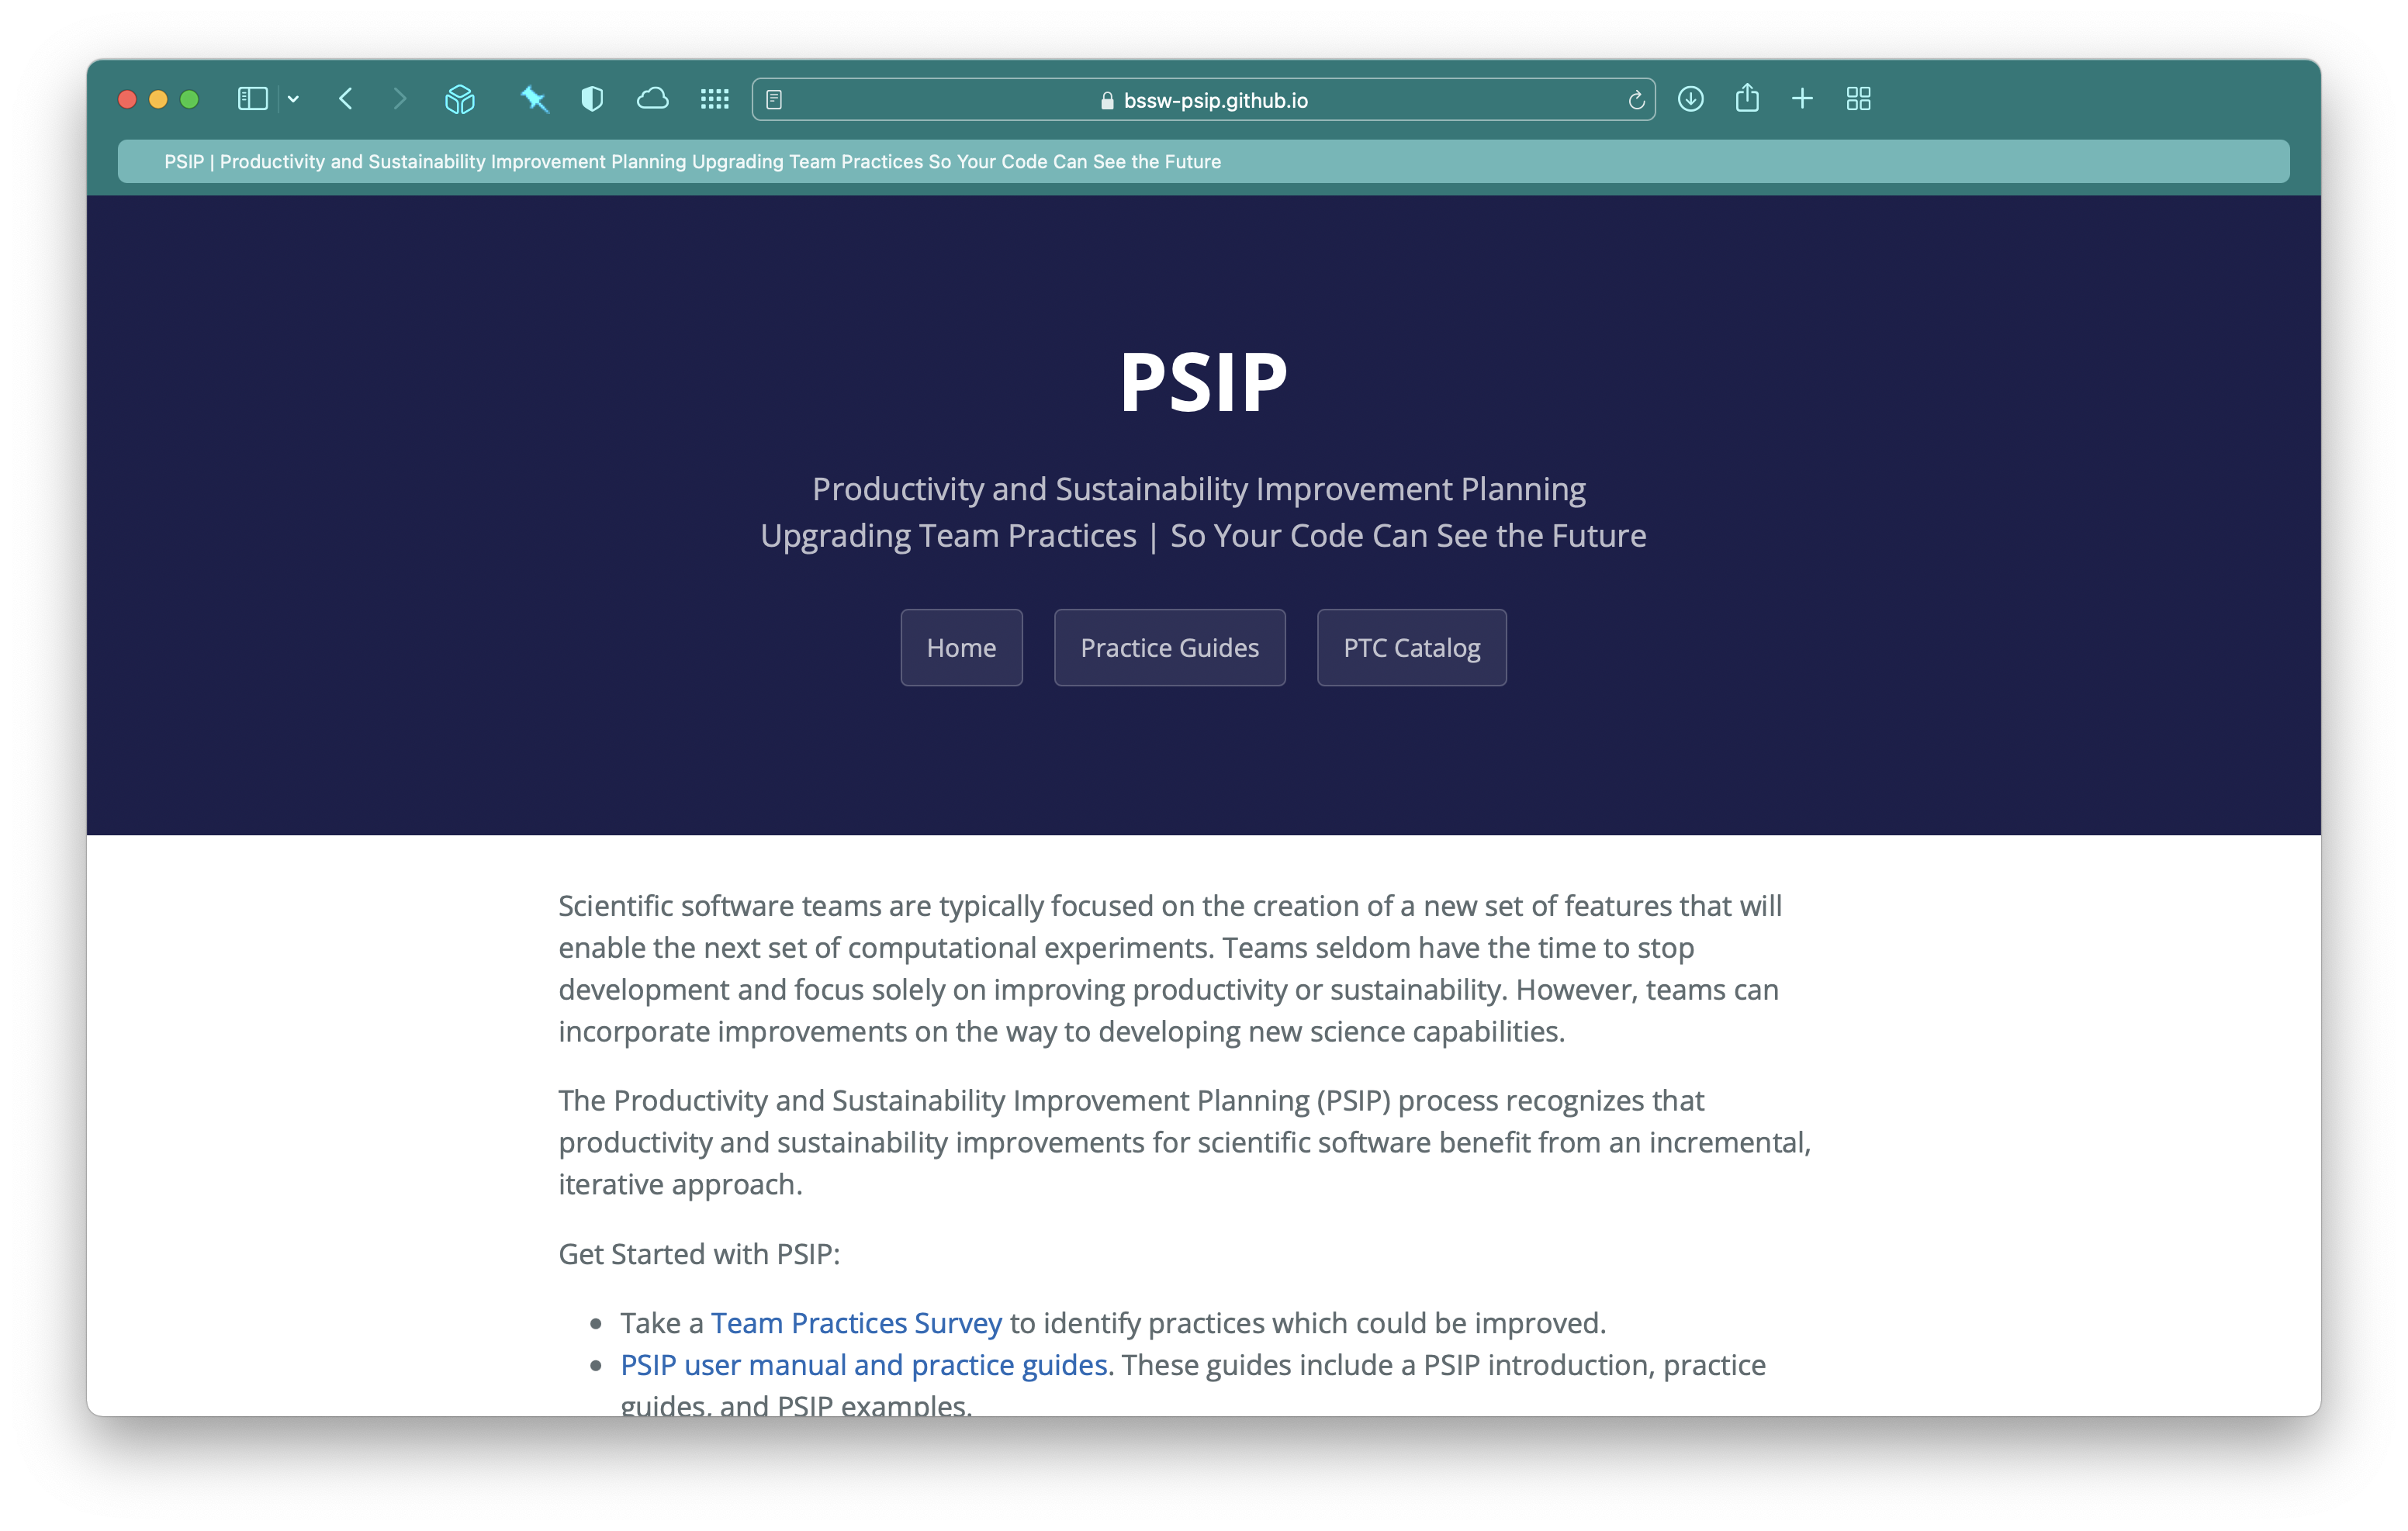 bssw-psip.github.io
PSIP | Productivity and Sustainability Improvement Planning Upgrading Team Practices So Your Code Can See the Future
PSIP
Productivity and Sustainability Improvement Planning
Upgrading Team Practices | So Your Code Can See the Future
Home
Practice Guides
PTC Catalog
Scientific software teams are typically focused on the creation of a new set of features that will
enable the next set of computational experiments. Teams seldom have the time to stop
development and focus solely on improving productivity or sustainability. However, teams can
incorporate improvements on the way to developing new science capabilities.
The Productivity and Sustainability Improvement Planning (PSIP) process recognizes that
productivity and sustainability improvements for scientific software benefit from an incremental,
iterative approach.
Get Started with PSIP:
• Take a Team Practices Survey to identify practices which could be improved.
• PSIP user manual and practice guides. These guides include a PSIP introduction, practice
guides, and PSIP examples.